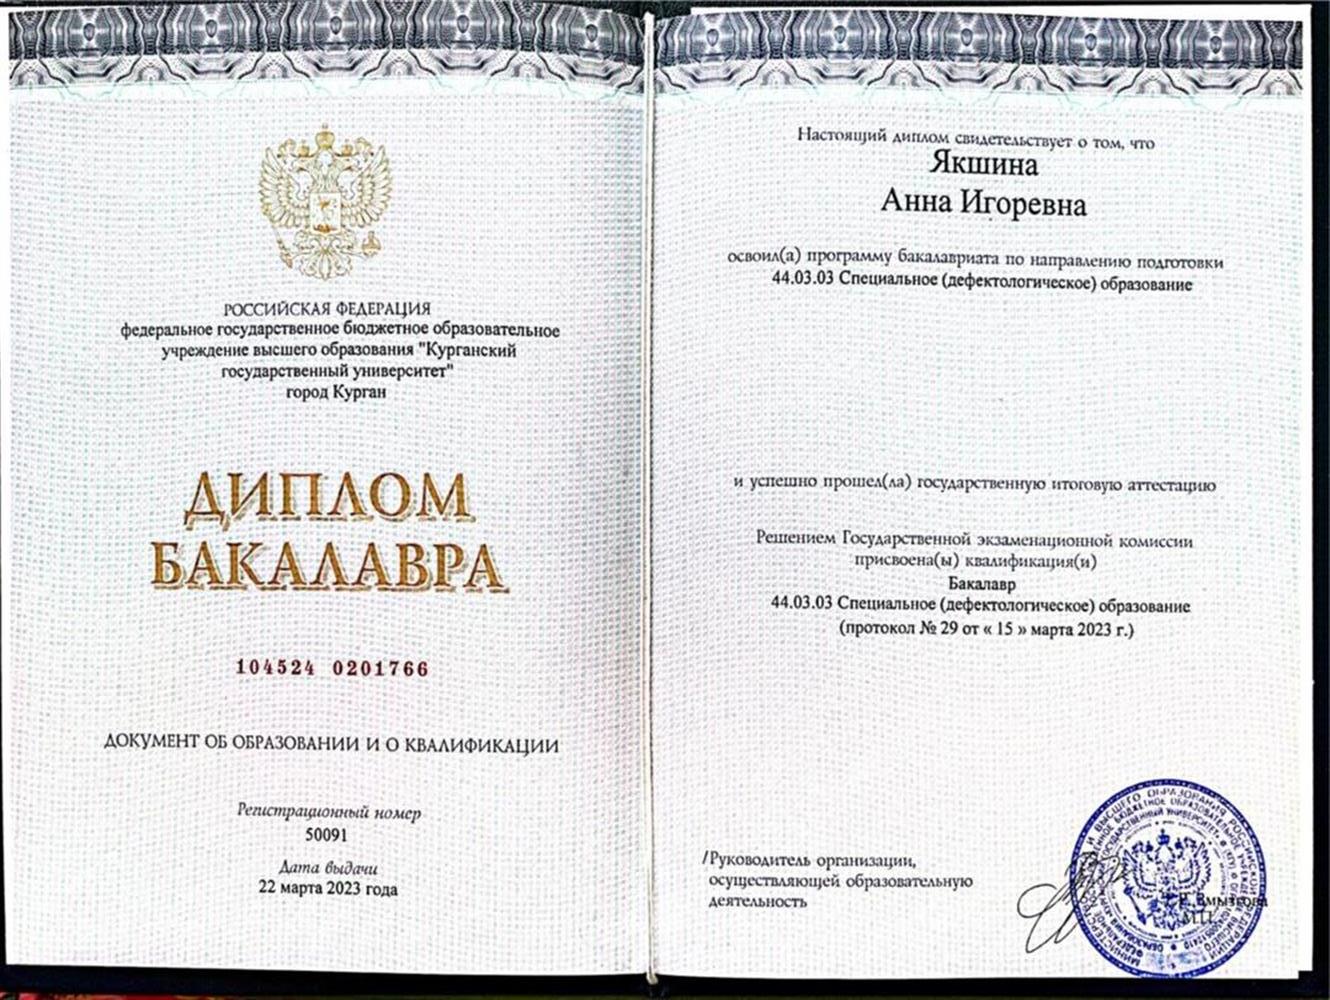 РОССИЙСКАЯ ФЕДЕРАЦИЯ
федеральное государственное бюджетное образовательное
учреждение высшего образования "Курганский
государственный университет"
город Курган
ДИПЛОМ
БАКАЛАВРА
104524 0201766
ДОКУМЕНТ ОБ ОБРАЗОВАНИИ И О КВАЛИФИКАЦИИ
Регистрационный номер
50091
Дата выдачи
22 марта 2023 года
Настоящий диплом свидетельствует о том, что
Якшина
Анна Игоревна
освоил(а) программу бакалавриата по направлению подготовки
44.03.03 Специальное (дефектологическое) образование
и успешно прошел(ла) государственную итоговую аттестацию
Решением Государственной экзаменационной комиссии
присвоена(ы) квалификация(и)
Бакалавр
44.03.03 Специальное (дефектологическое) образование
(протокол № 29 от « 15 » марта 2023 г.)
/Руководитель организации,
осуществляющей образовательную
деятельность
М.П.